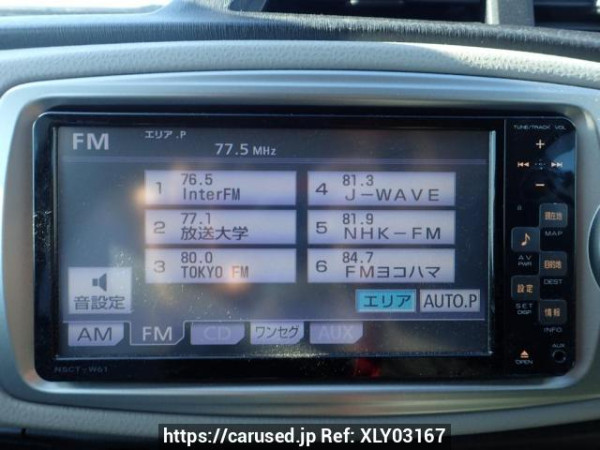 FM
エリア.P
77.5 MHz
1 76.5 InterFM
4 81.3 J-WAVE
2 77.1 放送大学
5 81.9 NHK-FM
3 80.0 TOKYO FM
6 84.7 FMヨコハマ
音設定
エリア
AUTO.P
AM
FM
CD
ワンセグ
AUX
NSCT-W61
TUNE/TRACK
VOL
+
−
現在地
MAP
AV
PWR
目的地
DEST
設定
SET
DISP
情報
INFO
OPEN
AUX
https://carused.jp Ref: XLY03167